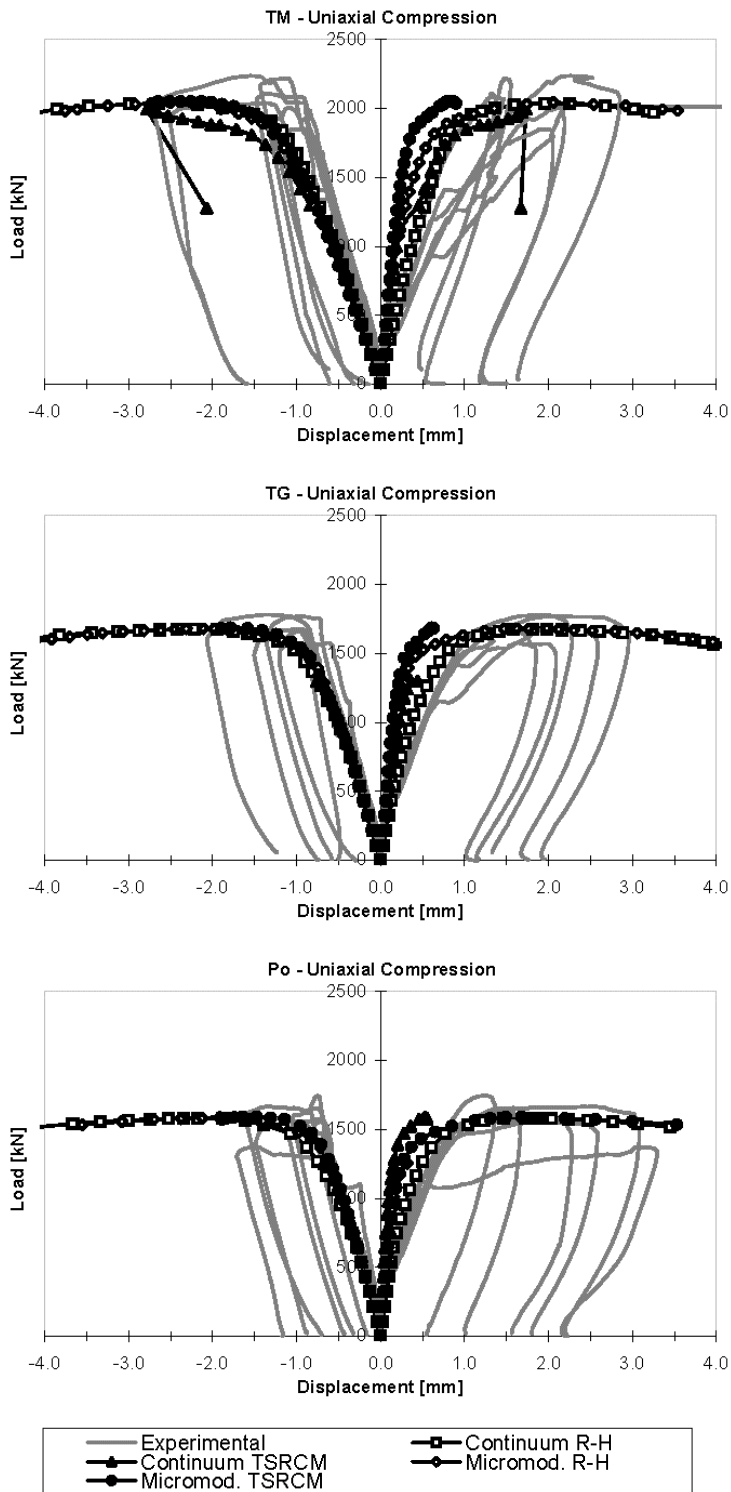 TM - Uniaxial Compression
2500
2000
1500
1000
500
0
-4.0 -3.0 -2.0 -1.0 0.0 1.0 2.0 3.0 4.0
Load [kN]
Displacement [mm]
TG - Uniaxial Compression
2500
2000
1500
1000
500
0
-4.0 -3.0 -2.0 -1.0 0.0 1.0 2.0 3.0 4.0
Load [kN]
Displacement [mm]
Po - Uniaxial Compression
2500
2000
1500
1000
500
0
-4.0 -3.0 -2.0 -1.0 0.0 1.0 2.0 3.0 4.0
Load [kN]
Displacement [mm]
Experimental Continuum R-H
Continuum TSRCM Micromod. R-H
Micromod. TSRCM